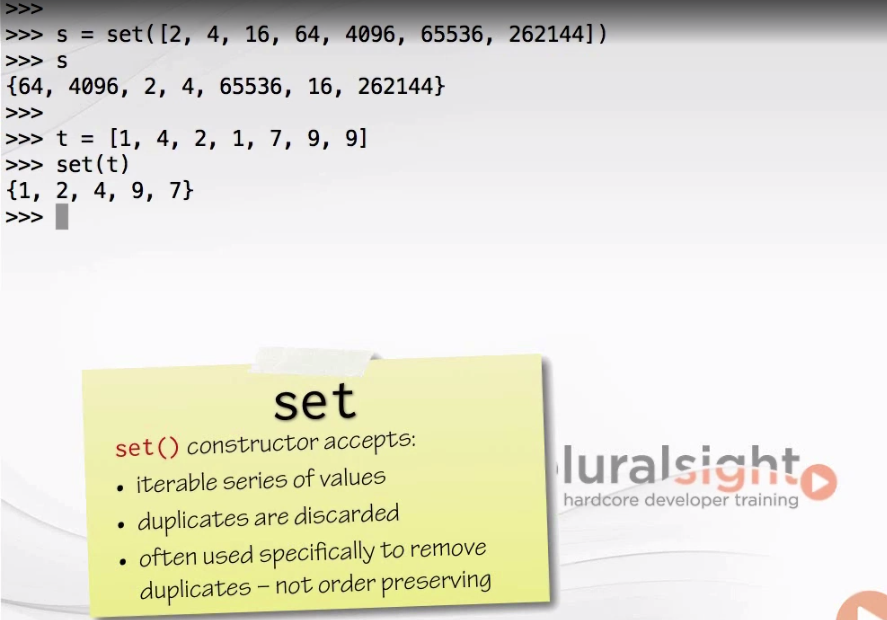 >>>
>>> s = set([2, 4, 16, 64, 4096, 65536, 262144])
>>> s
{64, 4096, 2, 4, 65536, 16, 262144}
>>>
>>> t = [1, 4, 2, 1, 7, 9, 9]
>>> set(t)
{1, 2, 4, 9, 7}
>>>
set
set() constructor accepts:
• iterable series of values
• duplicates are discarded
• often used specifically to remove
duplicates – not order preserving
pluralsight
hardcore developer training